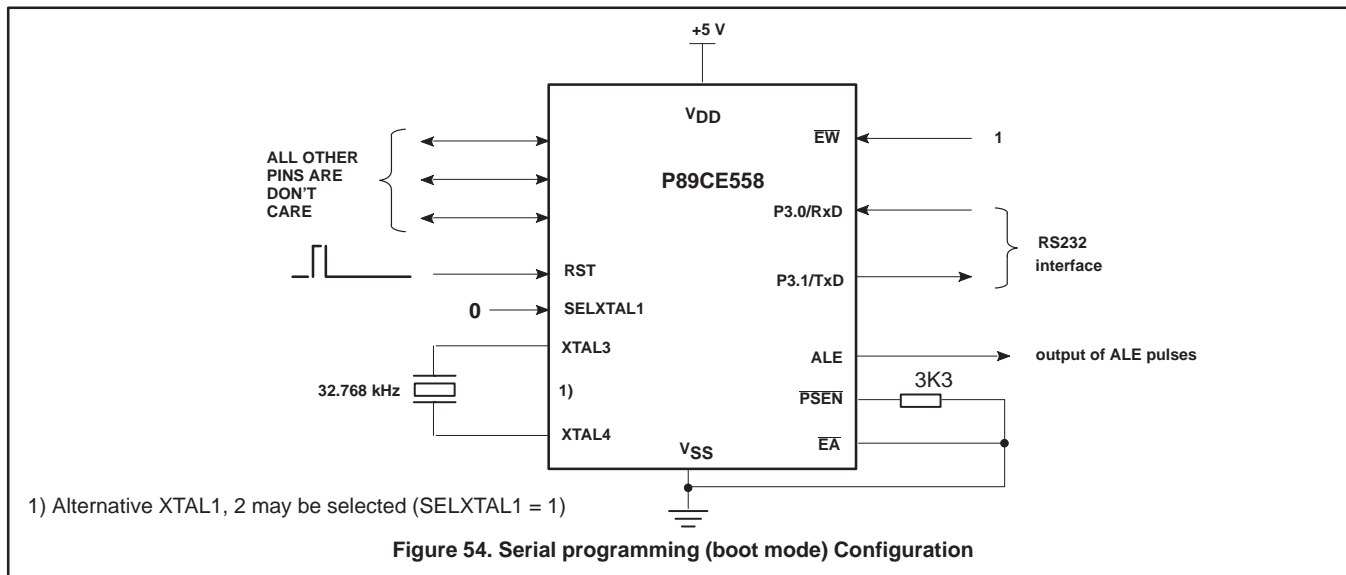 +5 V
VDD
EW
1
ALL OTHER
PINS ARE
DON'T
CARE
P89CE558
P3.0/RxD
RS232
interface
RST
P3.1/TxD
0
SELXTAL1
XTAL3
ALE
output of ALE pulses
3K3
32.768 kHz
1)
PSEN
XTAL4
EA
VSS
1) Alternative XTAL1, 2 may be selected (SELXTAL1 = 1)
Figure 54. Serial programming (boot mode) Configuration